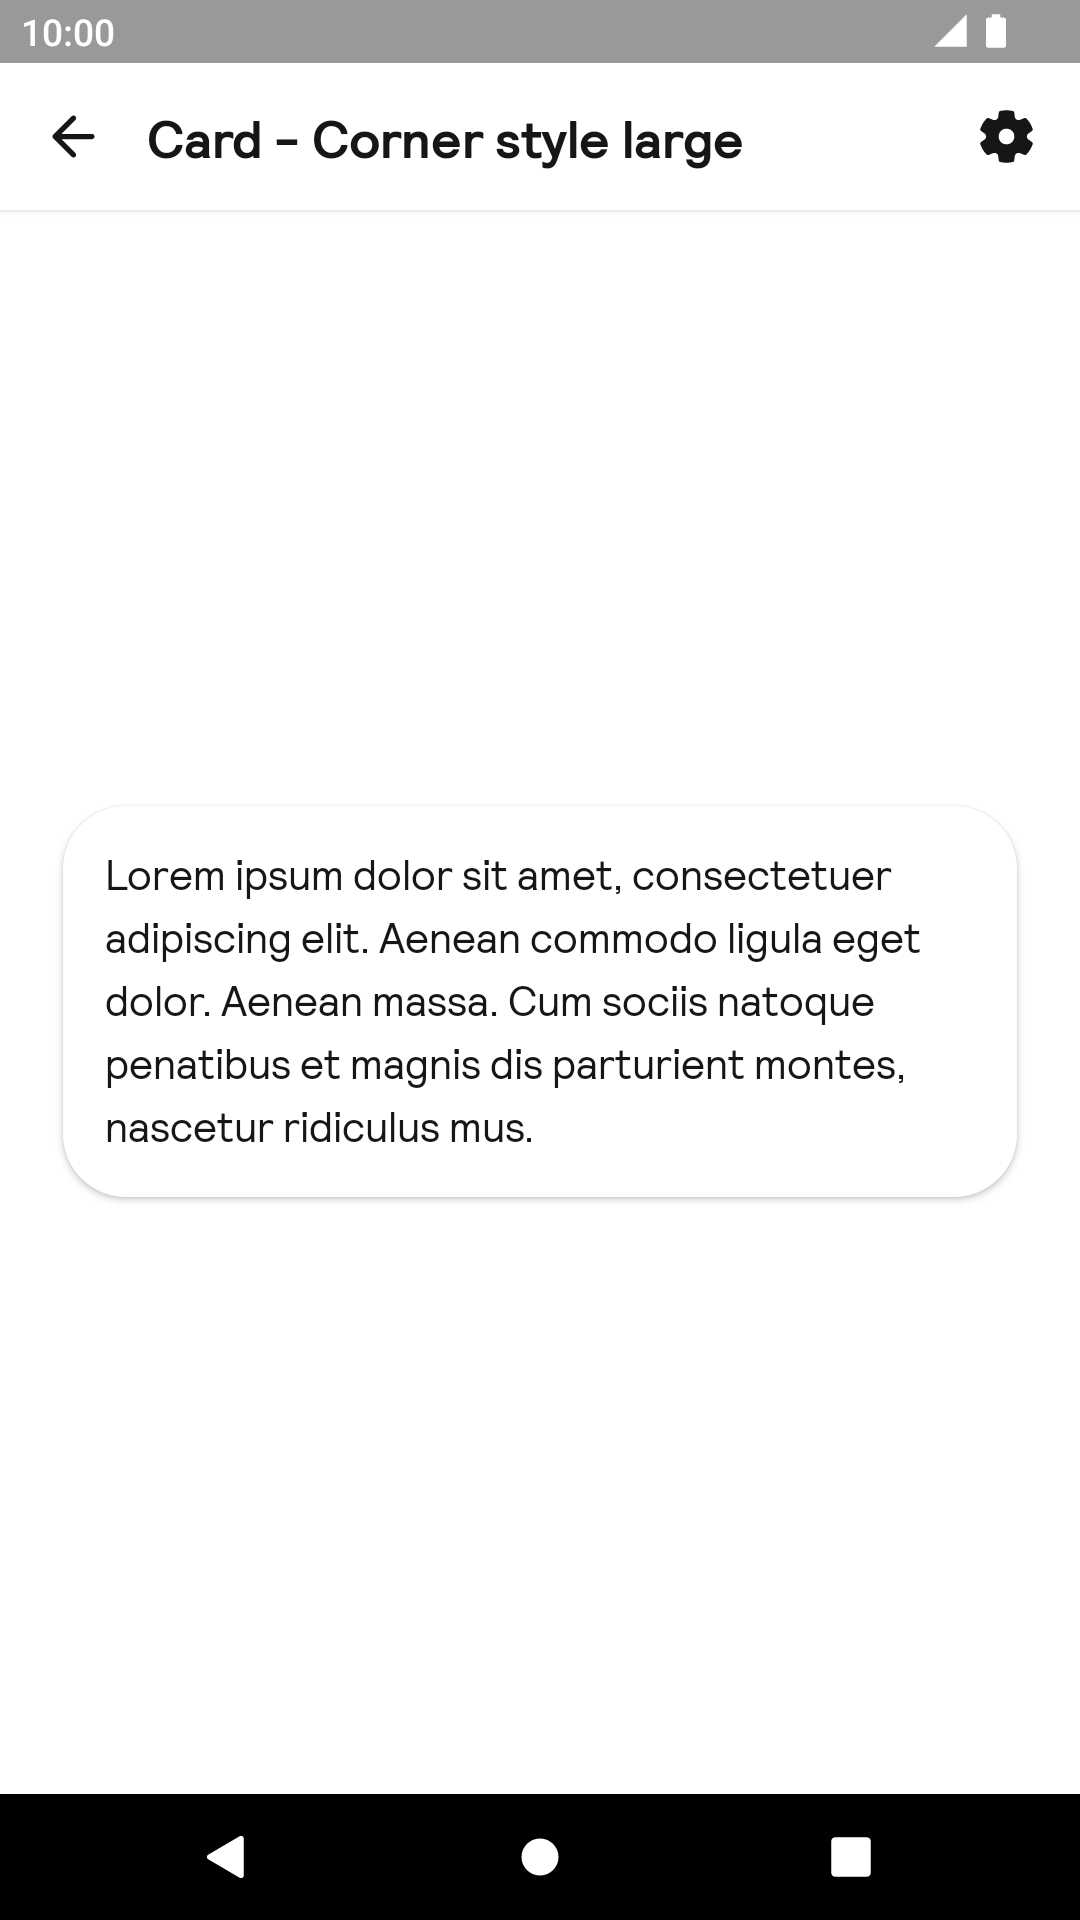 10:00
Card - Corner style large
Lorem ipsum dolor sit amet, consectetuer
adipiscing elit. Aenean commodo ligula eget
dolor. Aenean massa. Cum sociis natoque
penatibus et magnis dis parturient montes,
nascetur ridiculus mus.